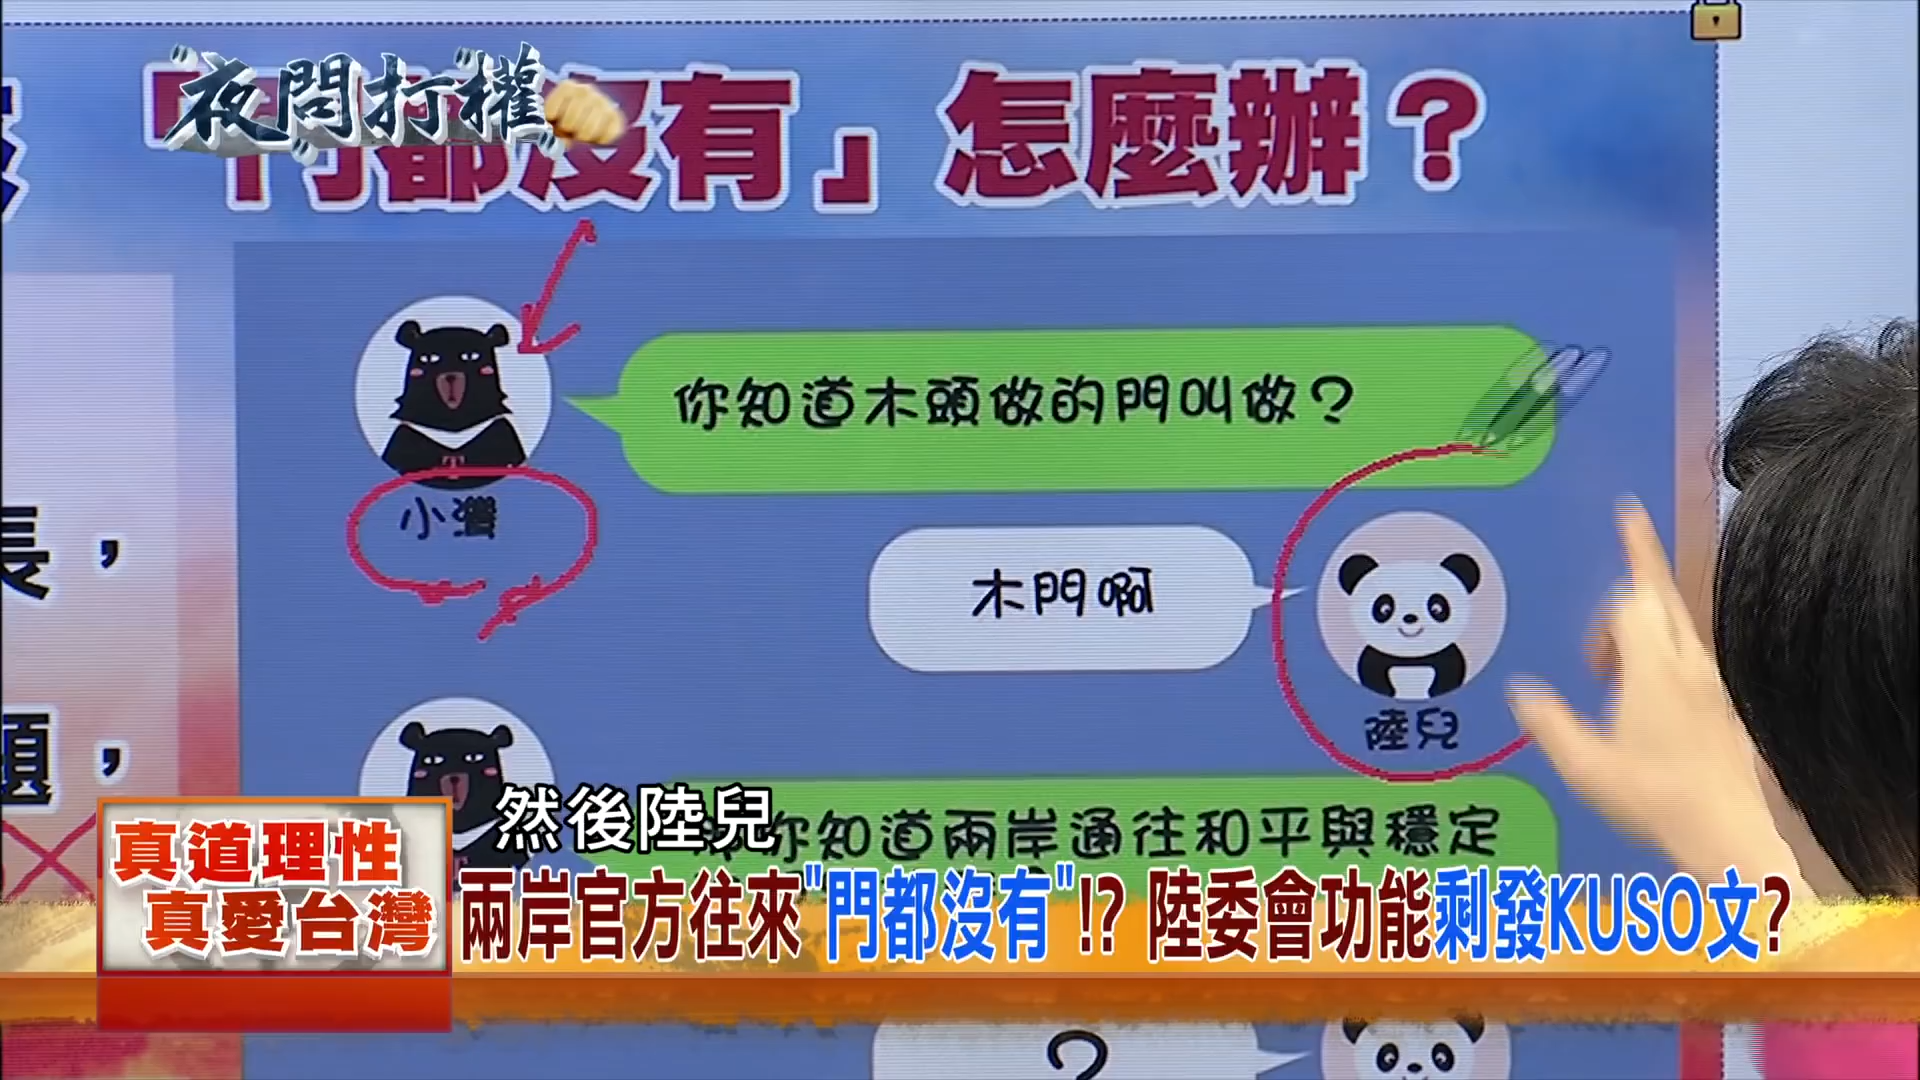 "夜問打"權"
「門都沒有」怎麼辦？
你知道木頭做的門叫做？
小灣
木門啊
陸兒
長，
題，
你知道兩岸通往和平與穩定
然後陸兒
真道理性
真愛台灣
兩岸官方往來"門都沒有"!? 陸委會功能剩發KUSO文?
？